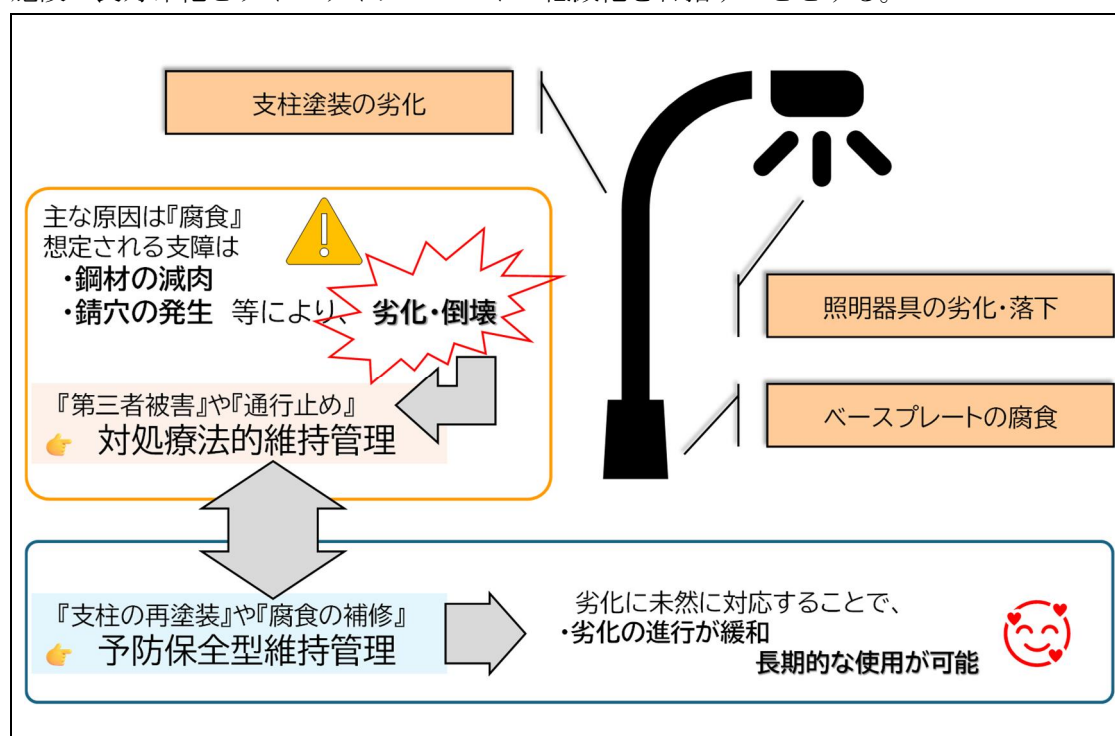 支柱塗装の劣化
主な原因は『腐食』
想定される支障は
・鋼材の減肉
・錆穴の発生 等により、 劣化・倒壊
『第三者被害』や『通行止め』
👉 対処療法的維持管理
照明器具の劣化・落下
ベースプレートの腐食
『支柱の再塗装』や『腐食の補修』
👉 予防保全型維持管理
劣化に未然に対応することで、
・劣化の進行が緩和
長期的な使用が可能